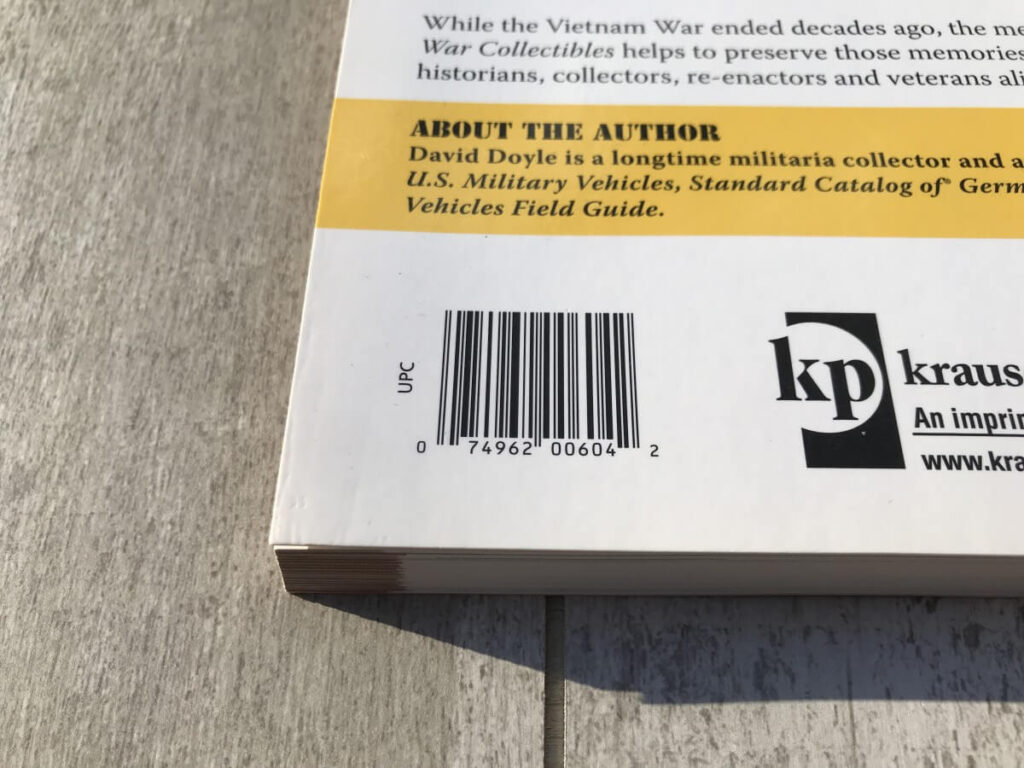 While the Vietnam War ended decades ago, the me
War Collectibles helps to preserve those memories
historians, collectors, re-enactors and veterans ali
ABOUT THE AUTHOR
David Doyle is a longtime militaria collector and a
U.S. Military Vehicles, Standard Catalog of® Germ
Vehicles Field Guide.
UPC
0 74962 00604 2
kp kraus
An imprin
www.kra